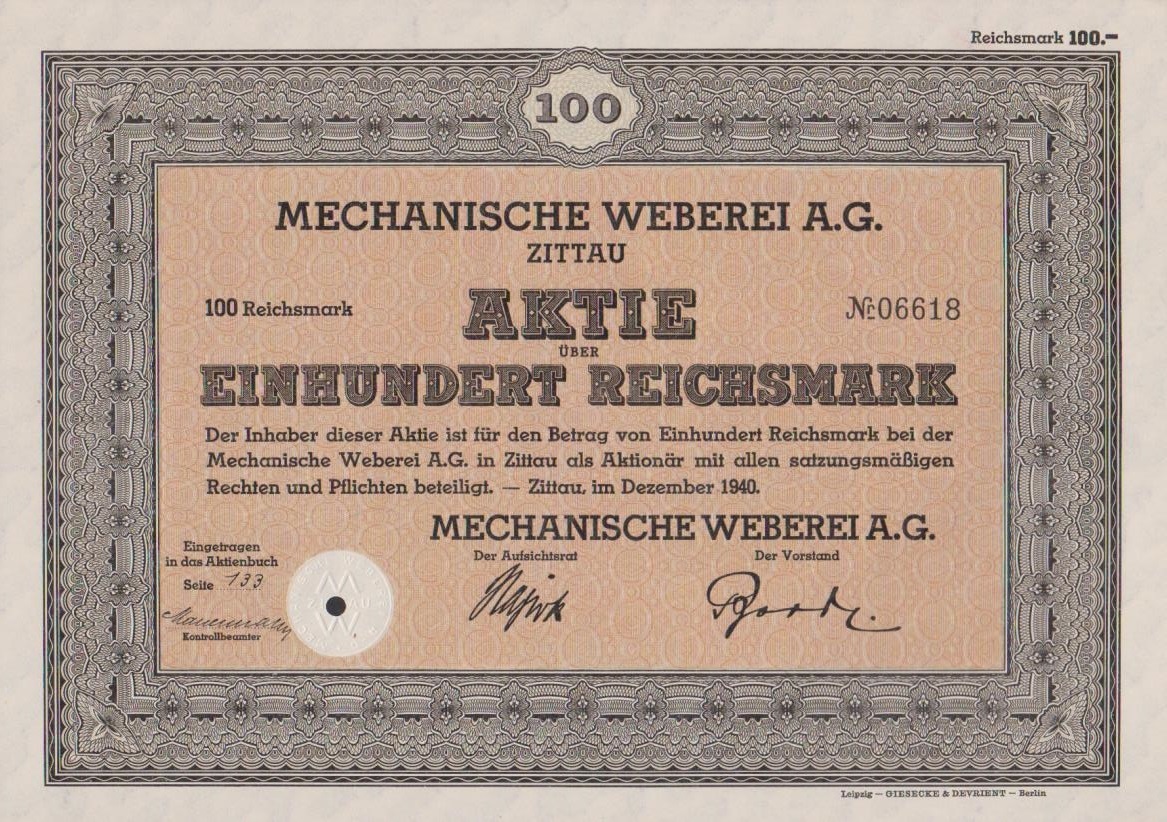 Reichsmark 100.–
100
MECHANISCHE WEBEREI A.G.
ZITTAU
100 Reichsmark
AKTIE
№ 06618
ÜBER
EINHUNDERT REICHSMARK
Der Inhaber dieser Aktie ist für den Betrag von Einhundert Reichsmark bei der
Mechanische Weberei A.G. in Zittau als Aktionär mit allen satzungsmäßigen
Rechten und Pflichten beteiligt. — Zittau, im Dezember 1940.
MECHANISCHE WEBEREI A.G.
Der Aufsichtsrat
Der Vorstand
Eingetragen
in das Aktienbuch
Seite 133
Kontrollbeamter
M
ZITTAU
W
Leipzig — GIESECKE & DEVRIENT — Berlin